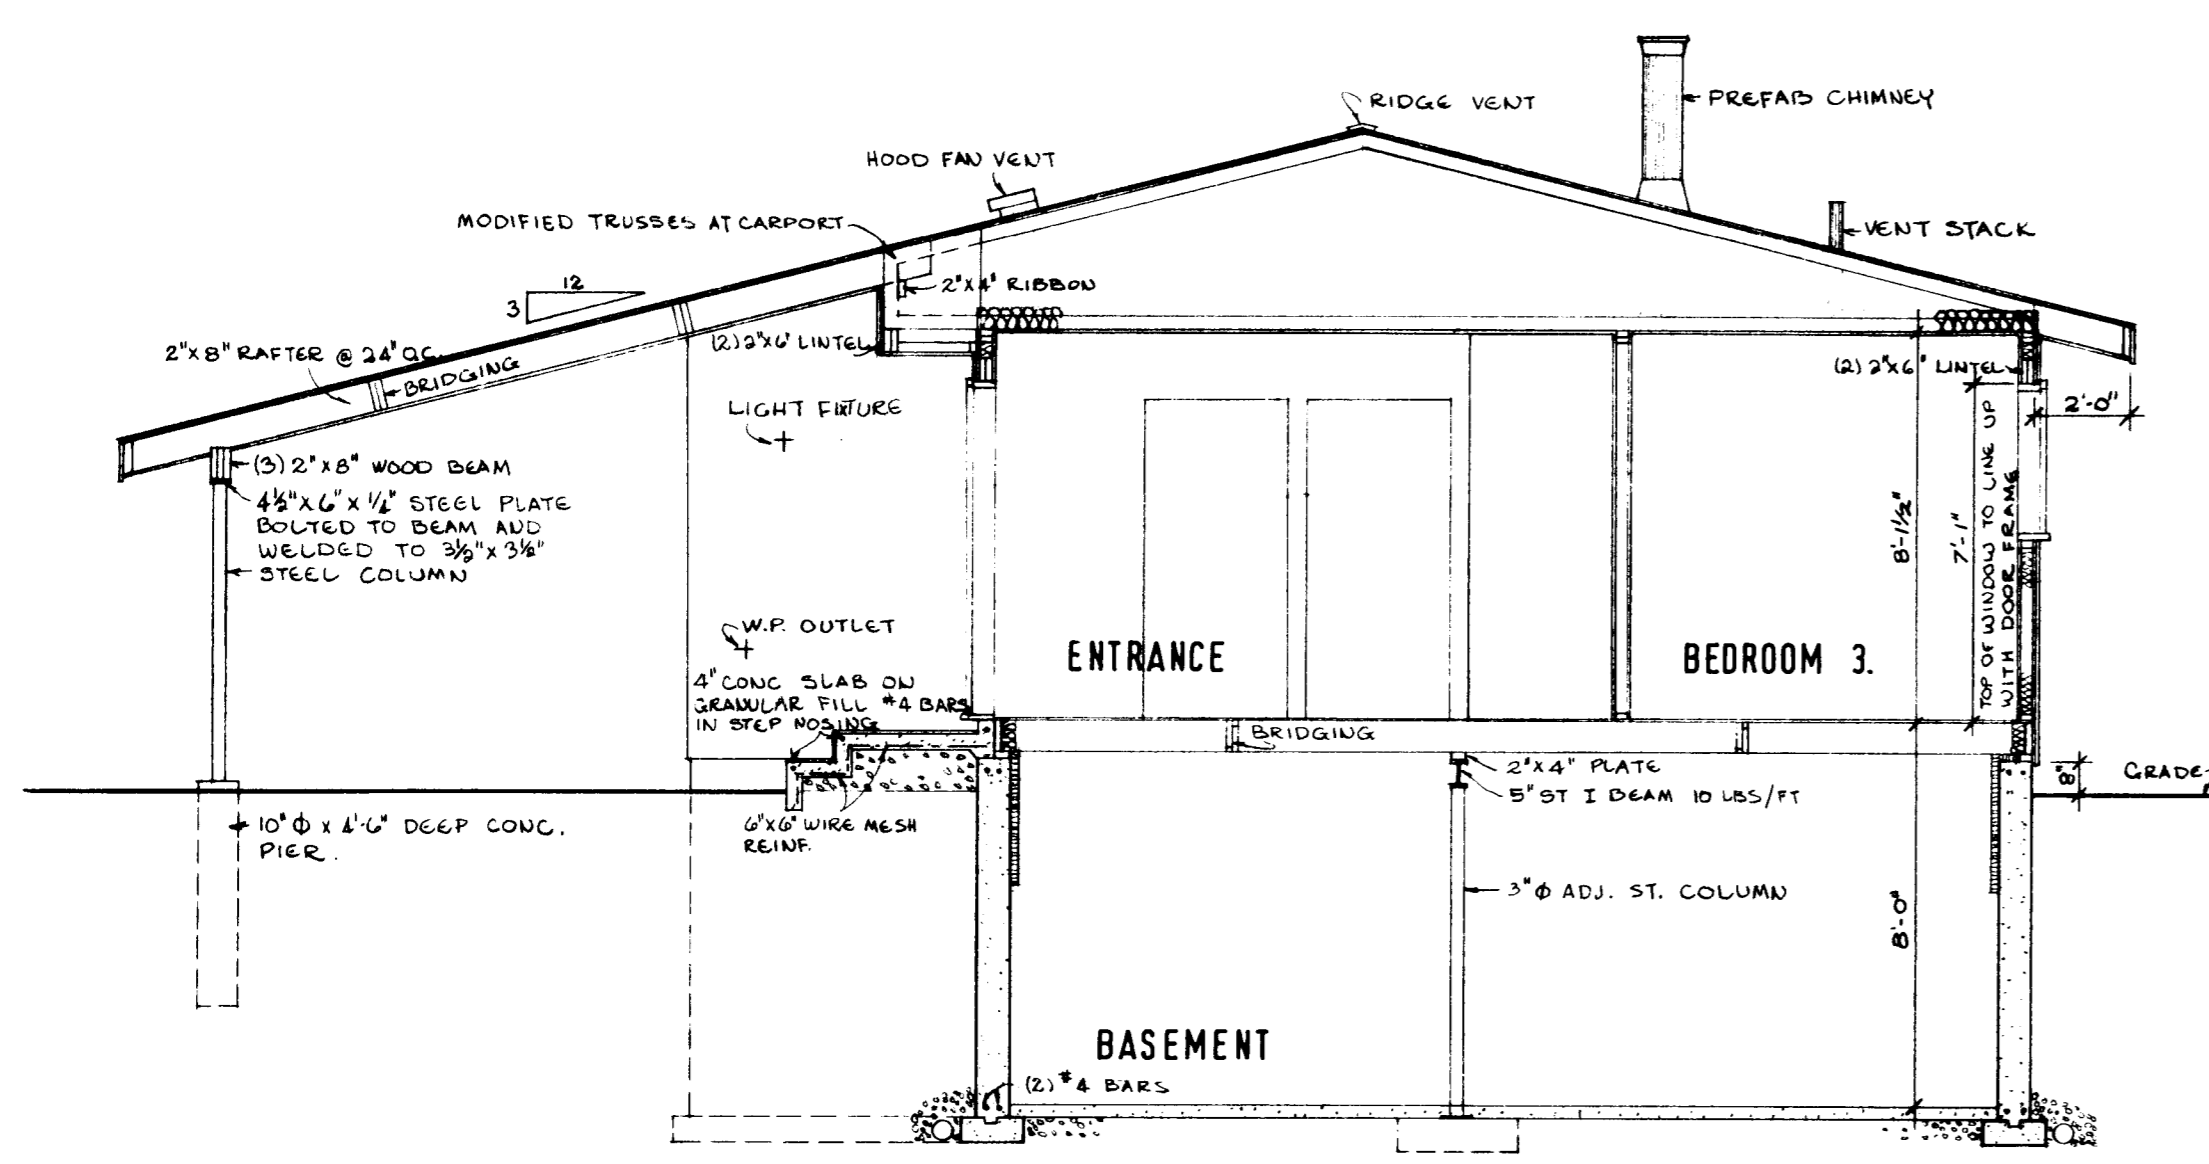 RIDGE VENT
PREFAB CHIMNEY
HOOD FAN VENT
MODIFIED TRUSSES AT CARPORT
VENT STACK
12
3
2"X4" RIBBON
2"X8" RAFTER @ 24" O.C.
BRIDGING
(2) 2"X6" LINTEL
(2) 2"X6" LINTEL
2'-0"
LIGHT FIXTURE
(3) 2"X8" WOOD BEAM
4½"X6"X¼" STEEL PLATE
BOLTED TO BEAM AND
WELDED TO 3½"X3½"
STEEL COLUMN
8'-1½"
7'-1"
TOP OF WINDOW TO LINE UP
WITH DOOR FRAME
W.P. OUTLET
ENTRANCE
BEDROOM 3.
4" CONC SLAB ON
GRANULAR FILL #4 BARS
IN STEP NOSING
BRIDGING
2"X4" PLATE
5" ST I BEAM 10 LBS/FT
8"
GRADE
10" ϕ X 4'-6" DEEP CONC.
PIER.
6"X6" WIRE MESH
REINF.
3" ϕ ADJ. ST. COLUMN
8'-0"
BASEMENT
(2) #4 BARS